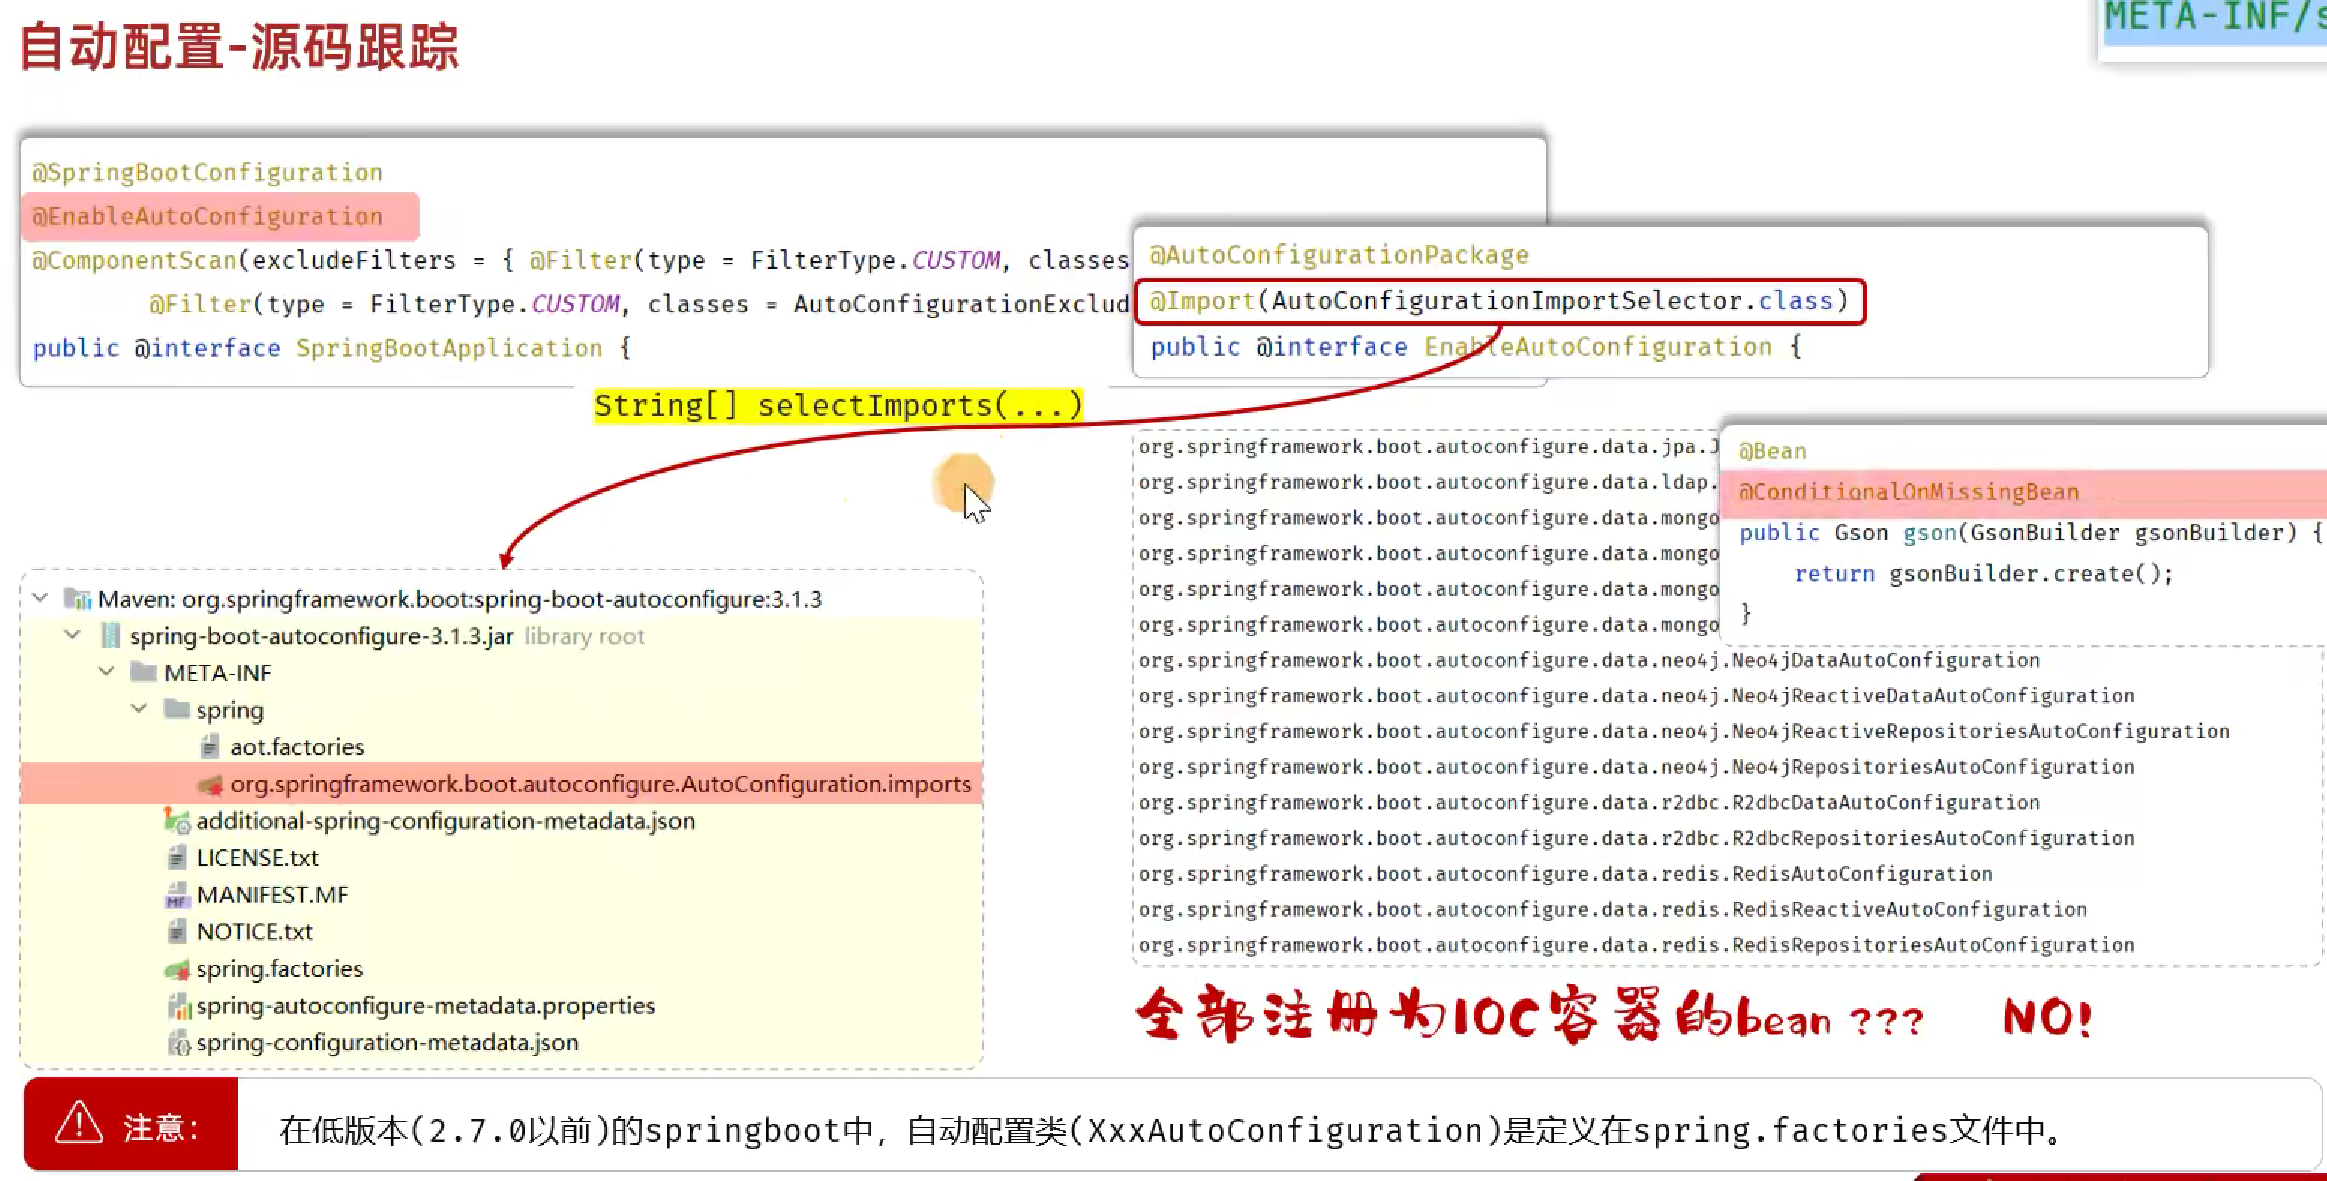 自动配置-源码跟踪
META-INF/s
@SpringBootConfiguration
@EnableAutoConfiguration
@ComponentScan(excludeFilters = { @Filter(type = FilterType.CUSTOM, classes
@Filter(type = FilterType.CUSTOM, classes = AutoConfigurationExclud
public @interface SpringBootApplication {
@AutoConfigurationPackage
@Import(AutoConfigurationImportSelector.class)
public @interface EnableAutoConfiguration {
String[] selectImports(...)
Maven: org.springframework.boot:spring-boot-autoconfigure:3.1.3
spring-boot-autoconfigure-3.1.3.jar library root
META-INF
spring
aot.factories
org.springframework.boot.autoconfigure.AutoConfiguration.imports
additional-spring-configuration-metadata.json
LICENSE.txt
MANIFEST.MF
NOTICE.txt
spring.factories
spring-autoconfigure-metadata.properties
spring-configuration-metadata.json
org.springframework.boot.autoconfigure.data.jpa.J
org.springframework.boot.autoconfigure.data.ldap.
org.springframework.boot.autoconfigure.data.mongo
org.springframework.boot.autoconfigure.data.mongo
org.springframework.boot.autoconfigure.data.mongo
org.springframework.boot.autoconfigure.data.mongo
org.springframework.boot.autoconfigure.data.neo4j.Neo4jDataAutoConfiguration
org.springframework.boot.autoconfigure.data.neo4j.Neo4jReactiveDataAutoConfiguration
org.springframework.boot.autoconfigure.data.neo4j.Neo4jReactiveRepositoriesAutoConfiguration
org.springframework.boot.autoconfigure.data.neo4j.Neo4jRepositoriesAutoConfiguration
org.springframework.boot.autoconfigure.data.r2dbc.R2dbcDataAutoConfiguration
org.springframework.boot.autoconfigure.data.r2dbc.R2dbcRepositoriesAutoConfiguration
org.springframework.boot.autoconfigure.data.redis.RedisAutoConfiguration
org.springframework.boot.autoconfigure.data.redis.RedisReactiveAutoConfiguration
org.springframework.boot.autoconfigure.data.redis.RedisRepositoriesAutoConfiguration
@Bean
@ConditionalOnMissingBean
public Gson gson(GsonBuilder gsonBuilder) {
return gsonBuilder.create();
}
全部注册为IOC容器的bean ??? NO!
注意：
在低版本(2.7.0以前)的springboot中，自动配置类(XxxAutoConfiguration)是定义在spring.factories文件中。